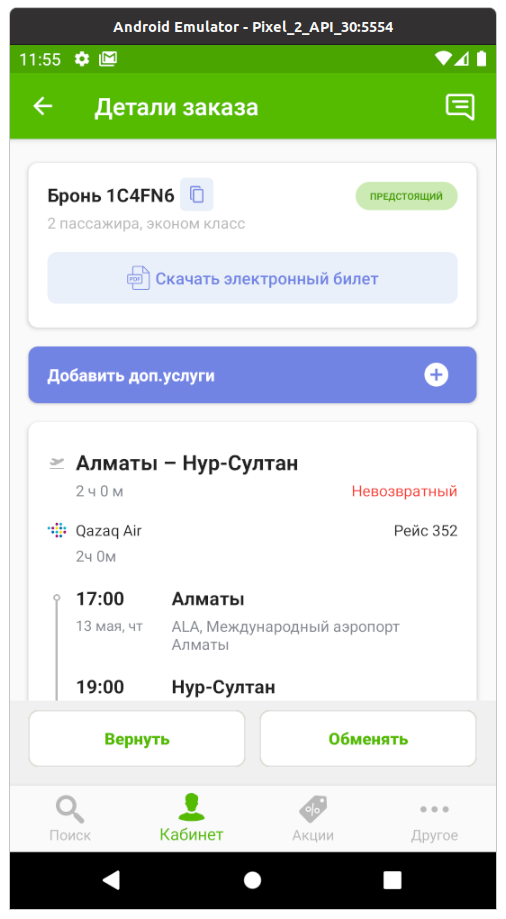 Android Emulator - Pixel_2_API_30:5554
11:55
Детали заказа
Бронь 1C4FN6
ПРЕДСТОЯЩИЙ
2 пассажира, эконом класс
PDF Скачать электронный билет
Добавить доп.услуги
Алматы – Нур-Султан
2 ч 0 м Невозвратный
Qazaq Air Рейс 352
2ч 0м
17:00 Алматы
13 мая, чт ALA, Международный аэропорт
Алматы
19:00 Нур-Султан
Вернуть Обменять
Поиск Кабинет Акции Другое